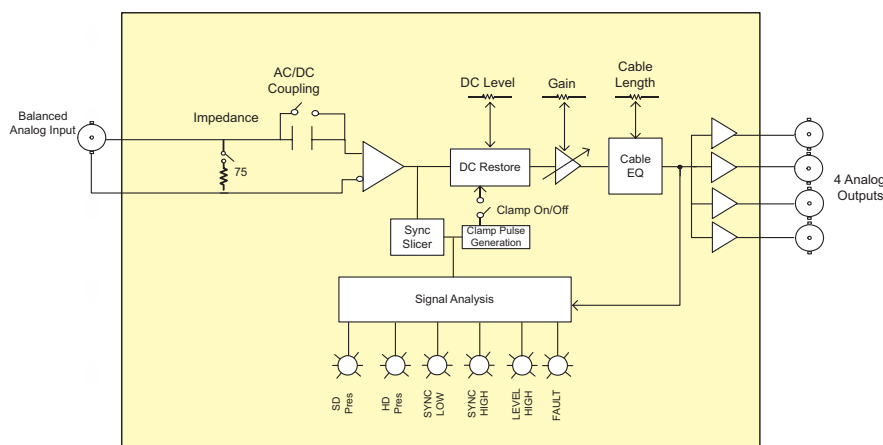 AC/DC
Coupling
DC Level
Gain
Cable
Length
Balanced
Analog Input
Impedance
75
DC Restore
Cable
EQ
4 Analog
Outputs
Clamp On/Off
Sync
Slicer
Clamp Pulse
Generation
Signal Analysis
SD
Pres
HD
Pres
SYNC
LOW
SYNC
HIGH
LEVEL
HIGH
FAULT